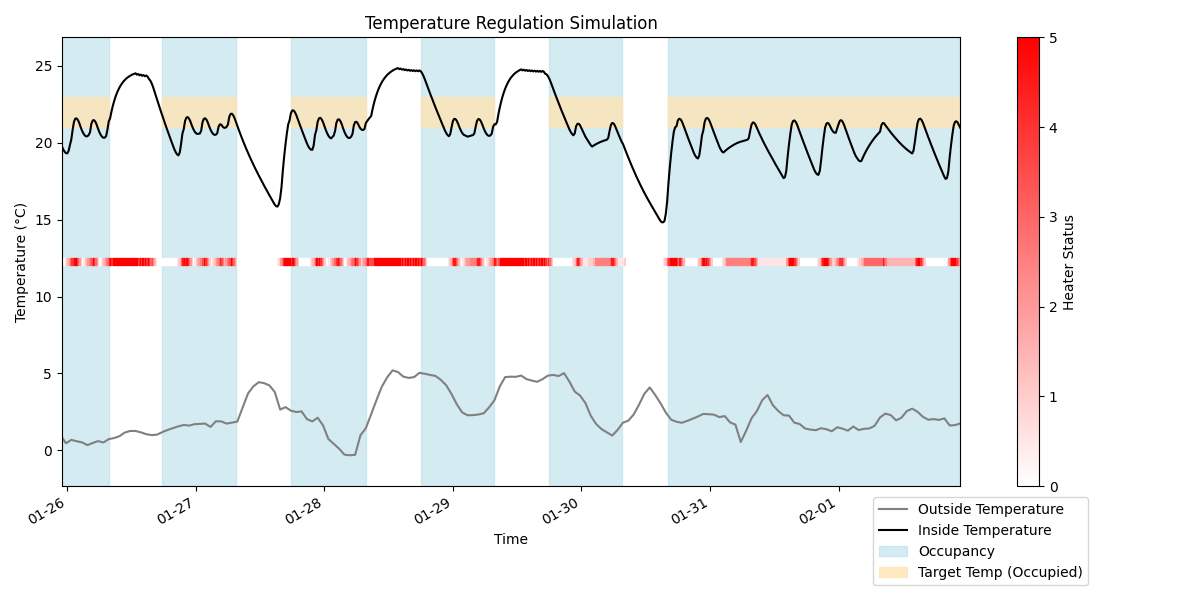 Temperature Regulation Simulation
25
20
15
10
5
0
Temperature (°C)
01-26
01-27
01-28
01-29
01-30
01-31
02-01
Time
5
4
3
2
1
0
Heater Status
Outside Temperature
Inside Temperature
Occupancy
Target Temp (Occupied)